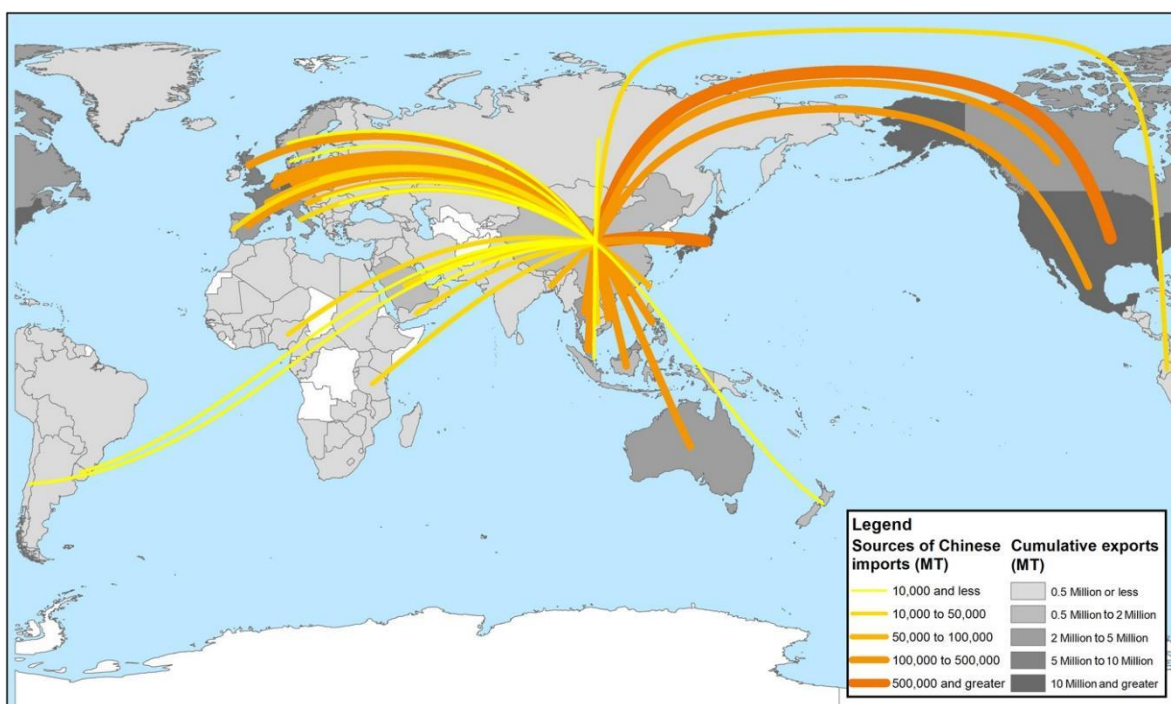 Legend
Sources of Chinese
imports (MT)
10,000 and less
10,000 to 50,000
50,000 to 100,000
100,000 to 500,000
500,000 and greater
Cumulative exports
(MT)
0.5 Million or less
0.5 Million to 2 Million
2 Million to 5 Million
5 Million to 10 Million
10 Million and greater